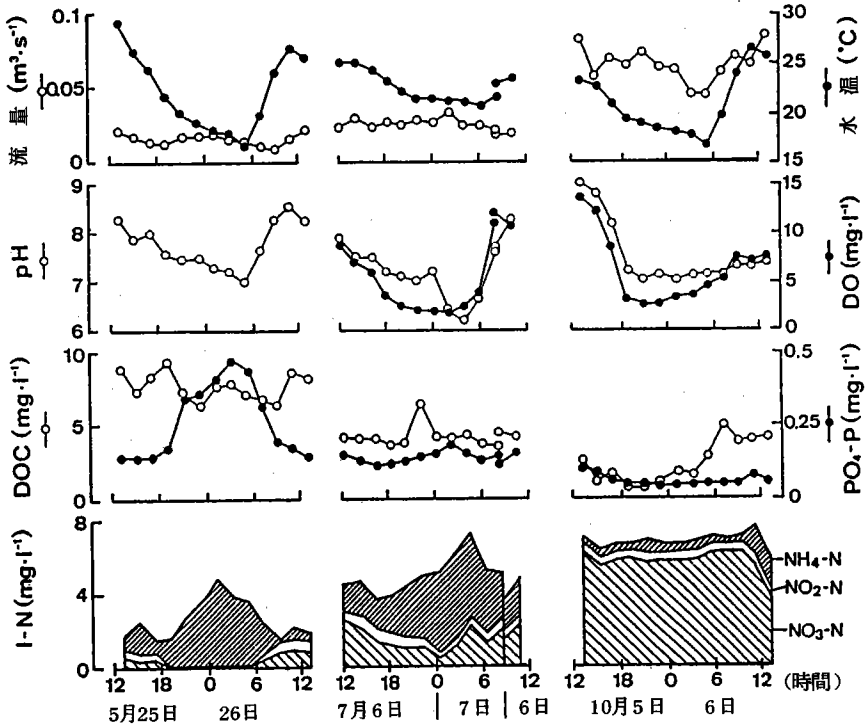 流量 (m³·s⁻¹)
0.1
0.05
0
30
25
20
15
水温 (°C)
pH
9
8
7
6
15
10
5
0
DO (mg·l⁻¹)
DOC (mg·l⁻¹)
10
5
0
0.5
0.25
0
PO₄-P (mg·l⁻¹)
I-N (mg·l⁻¹)
8
4
0
NH₄-N
NO₂-N
NO₃-N
12 18 0 6 12
12 18 0 6 12
12 18 0 6 12 (時間)
5月25日 26日
7月6日 7日 6日
10月5日 6日